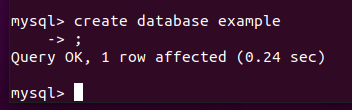 mysql> create database example
    -> ;
Query OK, 1 row affected (0.24 sec)
mysql>